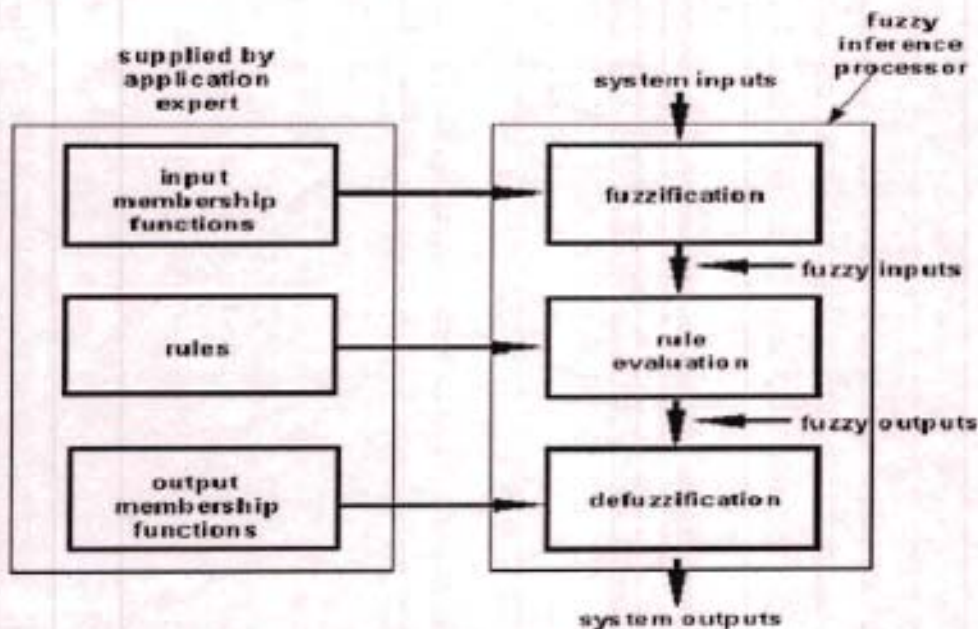 supplied by
application
expert
input
membership
functions
rules
output
membership
functions
fuzzy
inference
processor
system inputs
fuzzification
fuzzy inputs
rule
evaluation
fuzzy outputs
defuzzification
system outputs